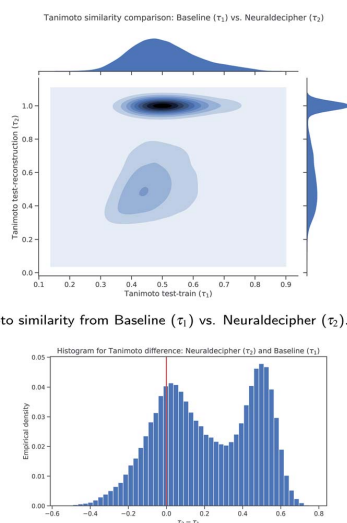 Tanimoto similarity comparison: Baseline (τ₁) vs. Neuraldecipher (τ₂)
1.0
0.8
0.6
0.4
0.2
0.0
Tanimoto test-reconstruction (τ₂)
0.1 0.2 0.3 0.4 0.5 0.6 0.7 0.8 0.9
Tanimoto test-train (τ₁)
to similarity from Baseline (τ₁) vs. Neuraldecipher (τ₂).
Histogram for Tanimoto difference: Neuraldecipher (τ₂) and Baseline (τ₁)
0.05
0.04
0.03
0.02
0.01
0.00
Empirical density
−0.6 −0.4 −0.2 0.0 0.2 0.4 0.6 0.8